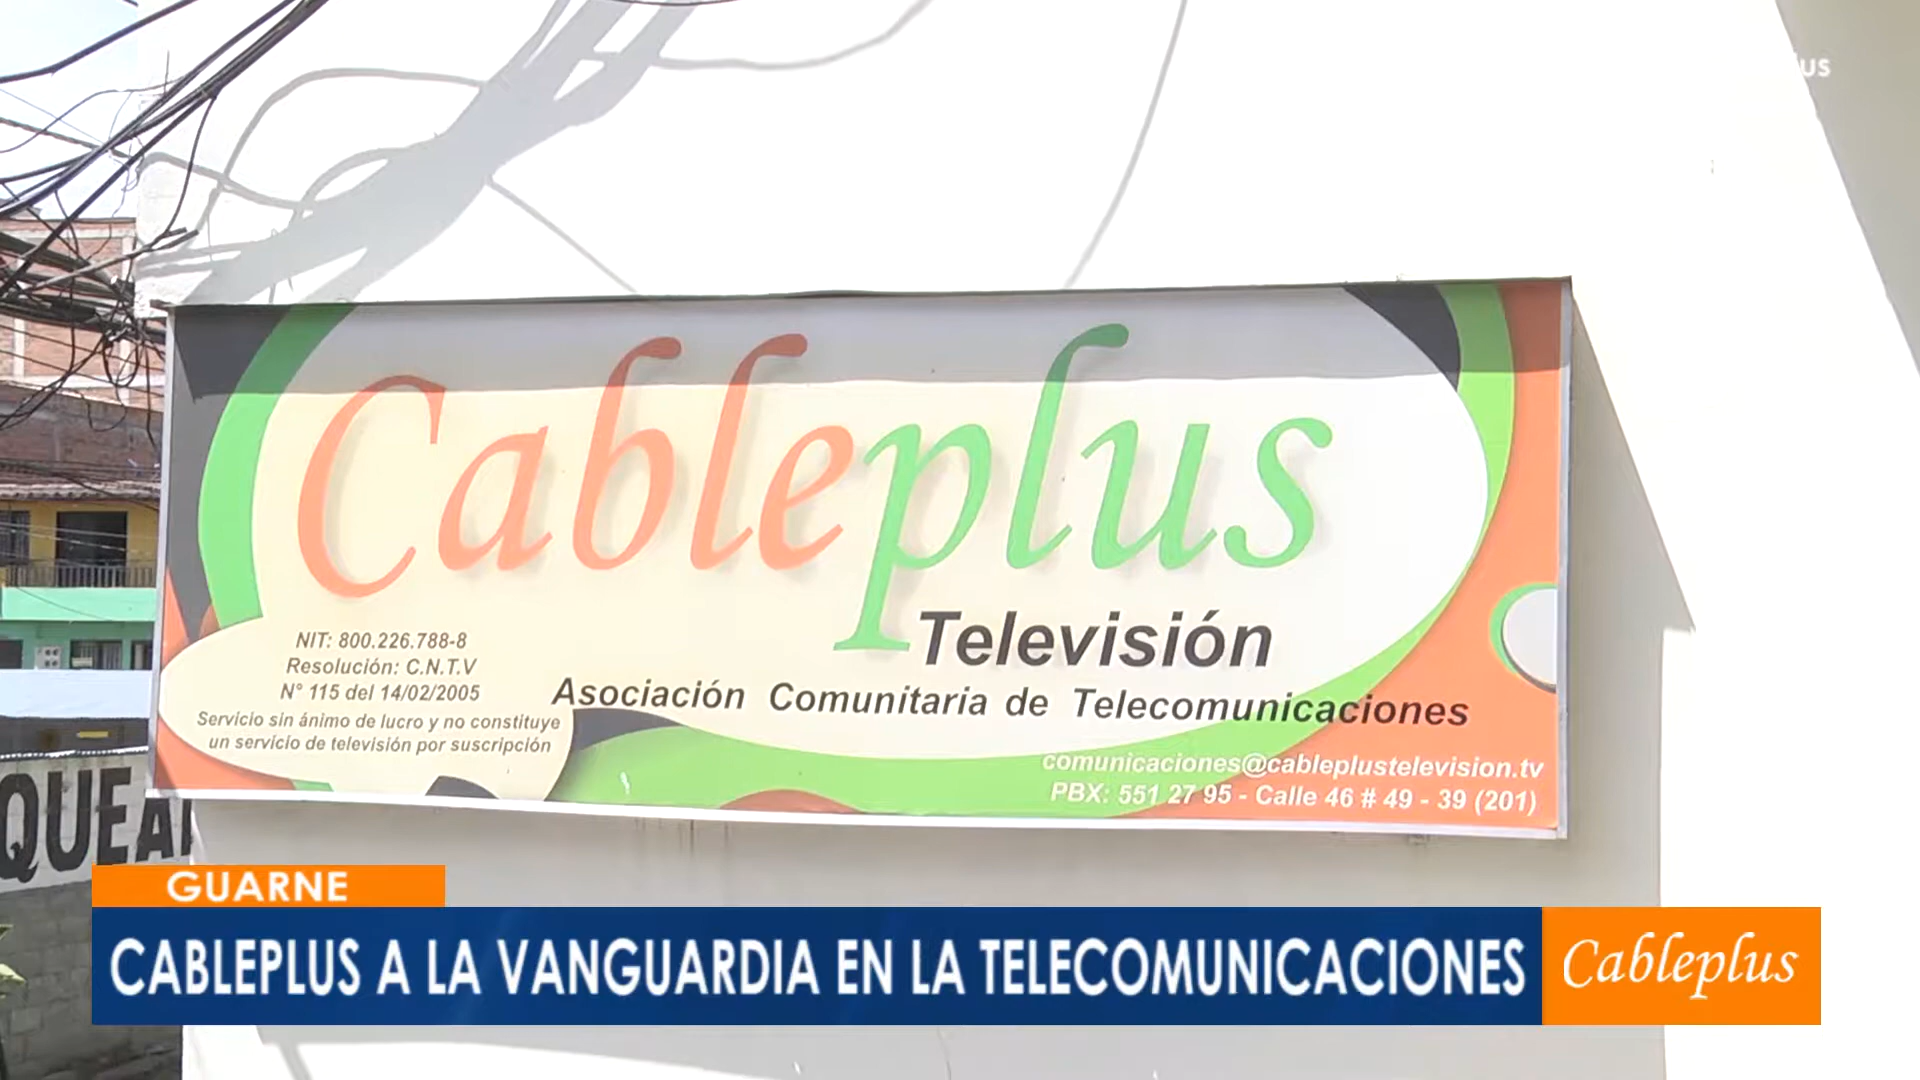 us
Cableplus
Televisión
Asociación Comunitaria de Telecomunicaciones
NIT: 800.226.788-8
Resolución: C.N.T.V
N° 115 del 14/02/2005
Servicio sin ánimo de lucro y no constituye
un servicio de televisión por suscripción
comunicaciones@cableplustelevision.tv
PBX: 551 27 95 - Calle 46 # 49 - 39 (201)
GUARNE
CABLEPLUS A LA VANGUARDIA EN LA TELECOMUNICACIONES
Cableplus